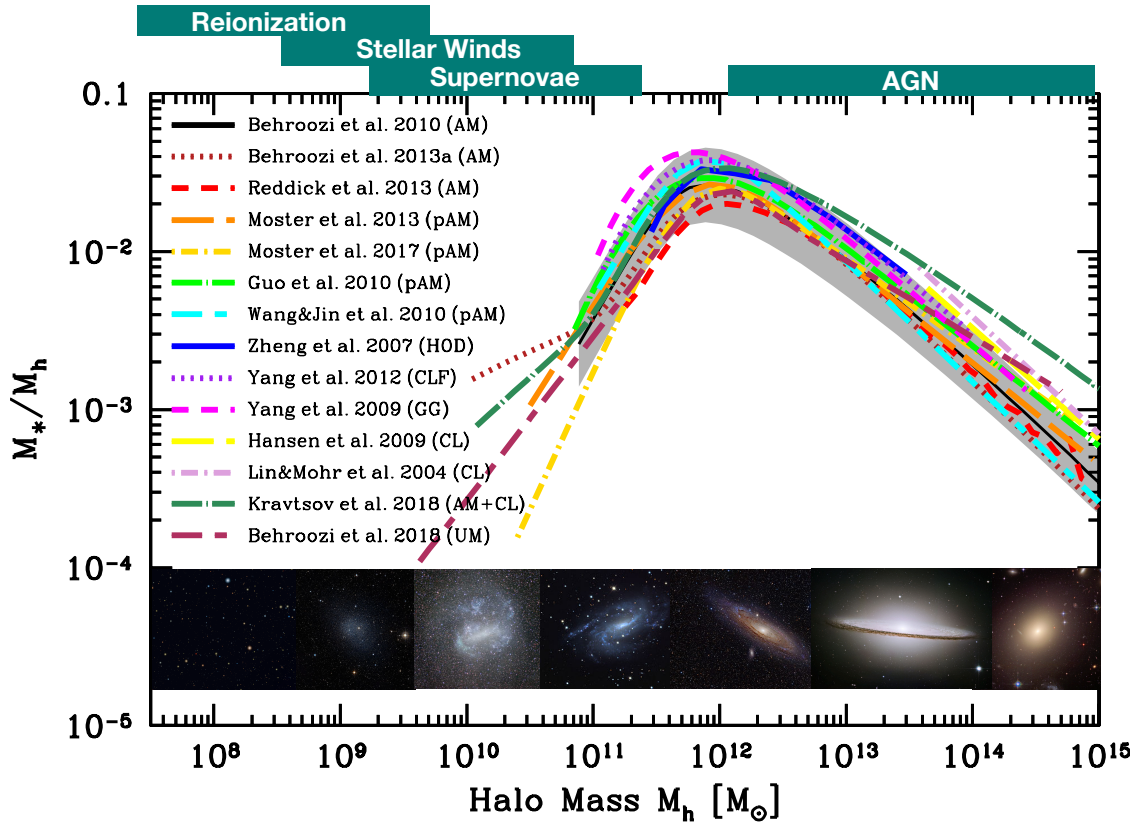 Reionization
Stellar Winds
Supernovae
AGN
0.1
Behroozi et al. 2010 (AM)
Behroozi et al. 2013a (AM)
Reddick et al. 2013 (AM)
Moster et al. 2013 (pAM)
Moster et al. 2017 (pAM)
Guo et al. 2010 (pAM)
Wang&Jin et al. 2010 (pAM)
Zheng et al. 2007 (HOD)
Yang et al. 2012 (CLF)
Yang et al. 2009 (GG)
Hansen et al. 2009 (CL)
Lin&Mohr et al. 2004 (CL)
Kravtsov et al. 2018 (AM+CL)
Behroozi et al. 2018 (UM)
10⁻²
10⁻³
10⁻⁴
10⁻⁵
M*/Mₕ
10⁸ 10⁹ 10¹⁰ 10¹¹ 10¹² 10¹³ 10¹⁴ 10¹⁵
Halo Mass Mₕ [M⊙]